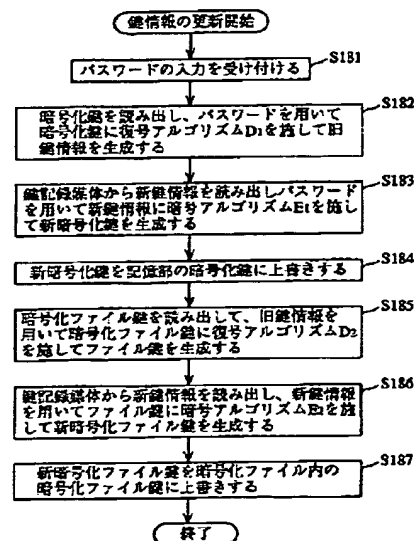 鍵情報の更新開始
S181
パスワードの入力を受け付ける
S182
暗号化鍵を読み出し、パスワードを用いて
暗号化鍵に復号アルゴリズムD1を施して旧
鍵情報を生成する
S183
鍵記録媒体から新鍵情報を読み出しパスワード
を用いて新鍵情報に暗号アルゴリズムE1を施し
て新暗号化鍵を生成する
S184
新暗号化鍵を記憶部の暗号化鍵に上書きする
S185
暗号化ファイル鍵を読み出して、旧鍵情報を
用いて暗号化ファイル鍵に復号アルゴリズムD2
を施してファイル鍵を生成する
S186
鍵記録媒体から新鍵情報を読み出し、新鍵情報
を用いてファイル鍵に暗号アルゴリズムE2を施
して新暗号化ファイル鍵を生成する
S187
新暗号化ファイル鍵を暗号化ファイル内の
暗号化ファイル鍵に上書きする
終了